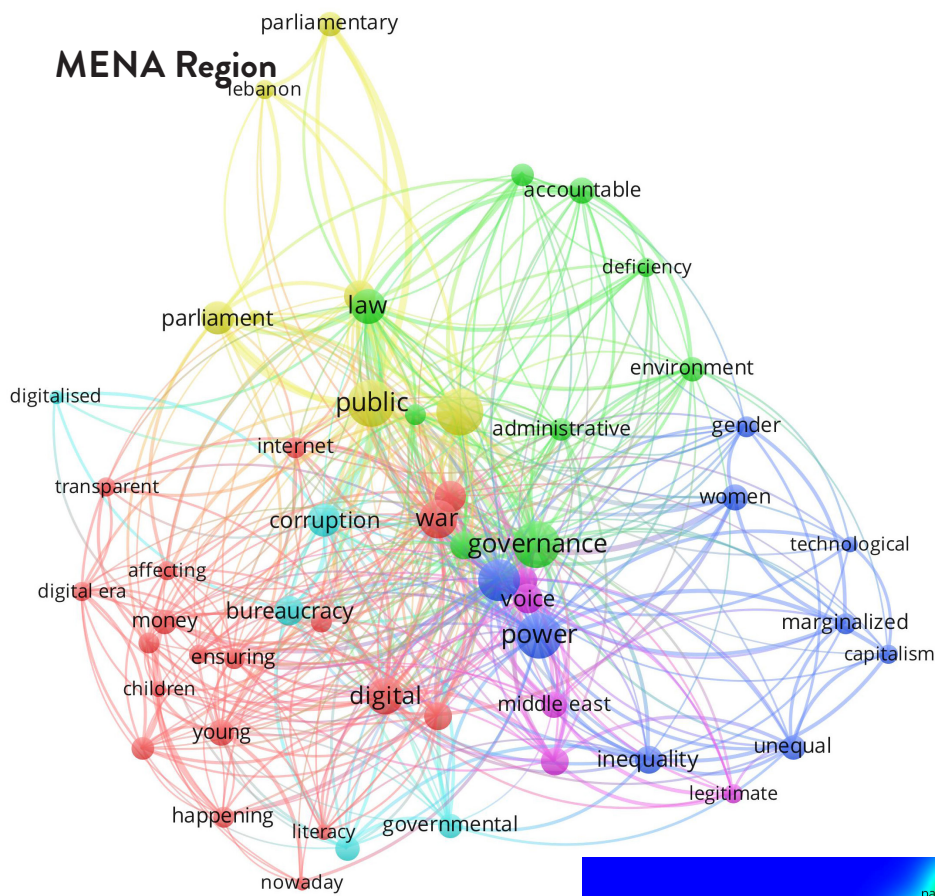 parliamentary
MENA Region
lebanon
accountable
deficiency
law
parliament
environment
digitalised
public
gender
administrative
internet
transparent
women
corruption
war
governance
technological
affecting
digital era
voice
bureaucracy
money
marginalized
power
capitalism
ensuring
children
digital
middle east
young
unequal
inequality
legitimate
happening
governmental
literacy
nowaday